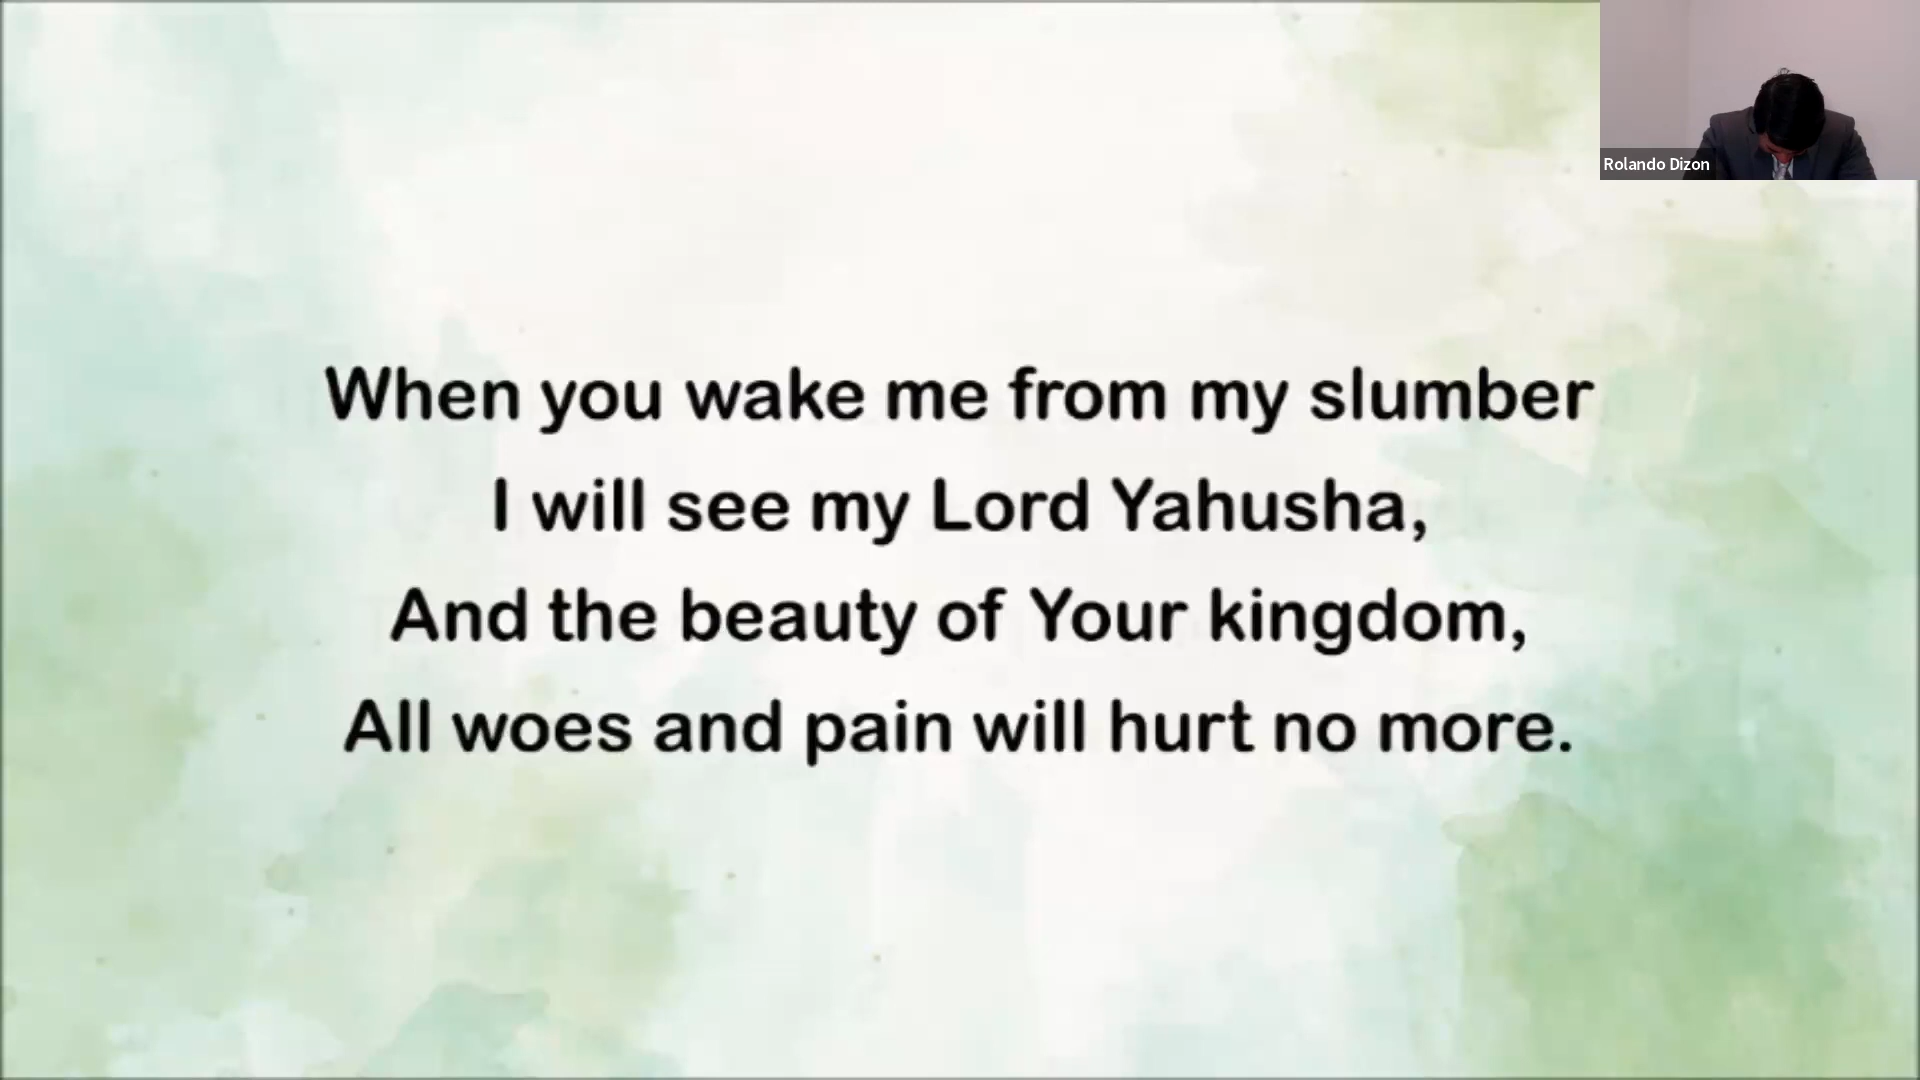 Rolando Dizon
When you wake me from my slumber
I will see my Lord Yahusha,
And the beauty of Your kingdom,
All woes and pain will hurt no more.